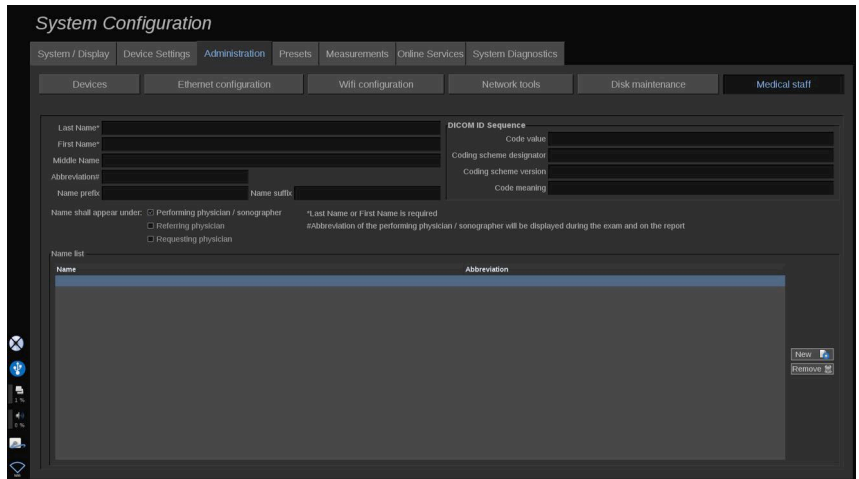 System Configuration
System / Display Device Settings Administration Presets Measurements Online Services System Diagnostics
Devices Ethernet configuration Wifi configuration Network tools Disk maintenance Medical staff
Last Name*
First Name*
Middle Name
Abbreviation#
Name prefix Name suffix
DICOM ID Sequence
Code value
Coding scheme designator
Coding scheme version
Code meaning
Name shall appear under: Performing physician / sonographer
Referring physician
Requesting physician
*Last Name or First Name is required
#Abbreviation of the performing physician / sonographer will be displayed during the exam and on the report
Name list
Name Abbreviation
New
Remove
1 %
0 %